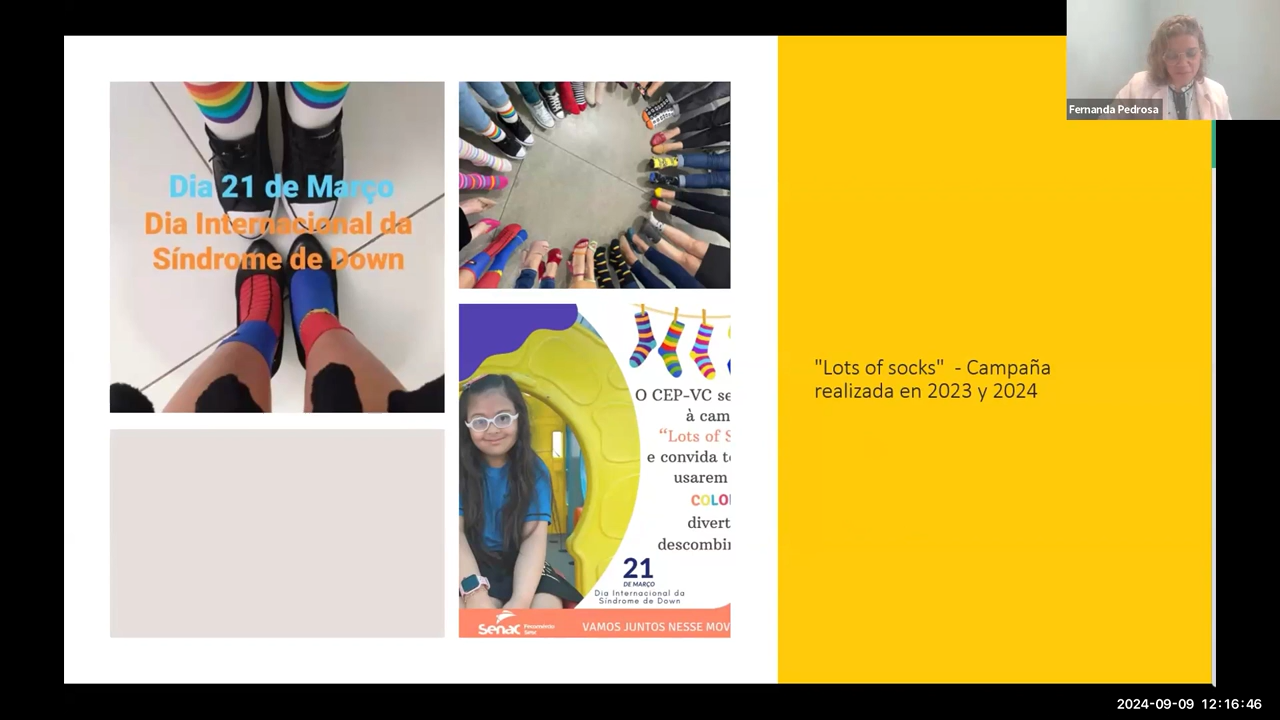 Fernanda Pedrosa
Dia 21 de Março
Dia Internacional da
Síndrome de Down
"Lots of socks" - Campaña
realizada en 2023 y 2024
O CEP-VC se
à cam
“Lots of S
e convida t
usarem
COLO
divert
descombi
21
DE MARÇO
Dia Internacional da
Síndrome de Down
Senac
VAMOS JUNTOS NESSE MOV
2024-09-09 12:16:46